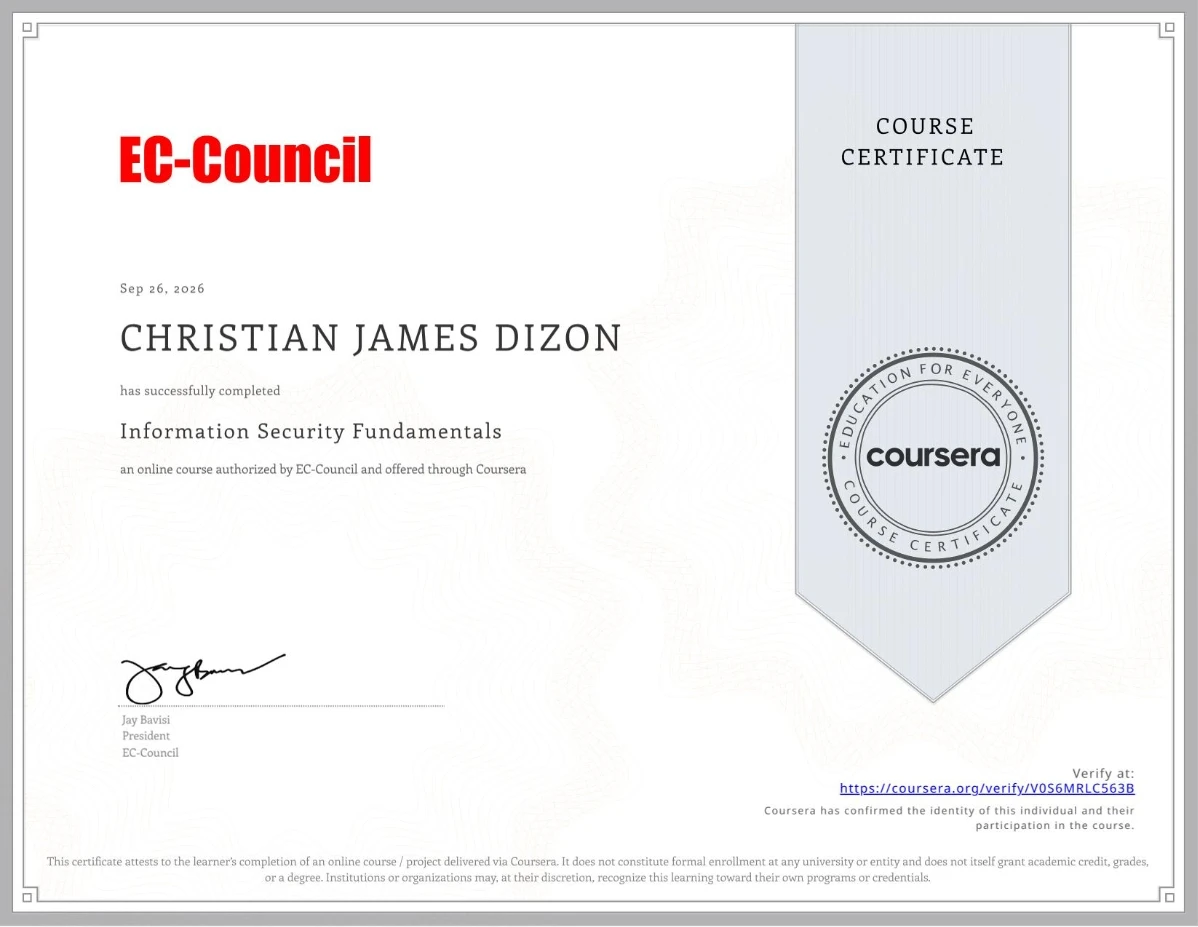 EC-Council
COURSE
CERTIFICATE
Sep 26, 2026
CHRISTIAN JAMES DIZON
has successfully completed
Information Security Fundamentals
an online course authorized by EC-Council and offered through Coursera
EDUCATION FOR EVERYONE
coursera
COURSE CERTIFICATE
Jay Bavisi
President
EC-Council
Verify at:
https://coursera.org/verify/V0S6MRLC563B
Coursera has confirmed the identity of this individual and their
participation in the course.
This certificate attests to the learner's completion of an online course / project delivered via Coursera. It does not constitute formal enrollment at any university or entity and does not itself grant academic credit, grades,
or a degree. Institutions or organizations may, at their discretion, recognize this learning toward their own programs or credentials.